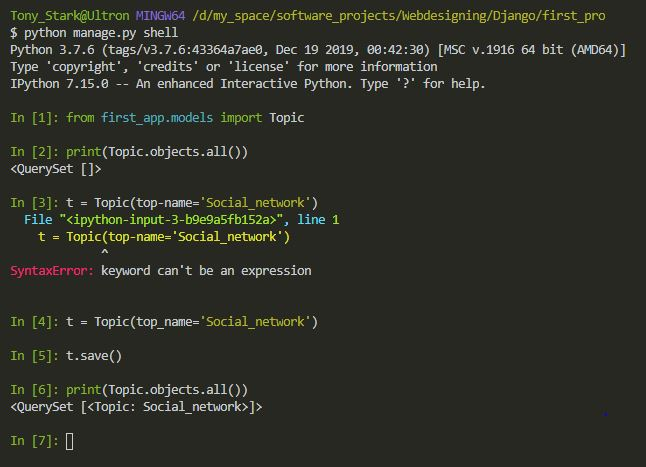 Tony_Stark@Ultron MINGW64 /d/my_space/software_projects/Webdesigning/Django/first_pro
$ python manage.py shell
Python 3.7.6 (tags/v3.7.6:43364a7ae0, Dec 19 2019, 00:42:30) [MSC v.1916 64 bit (AMD64)]
Type 'copyright', 'credits' or 'license' for more information
IPython 7.15.0 -- An enhanced Interactive Python. Type '?' for help.
In [1]: from first_app.models import Topic
In [2]: print(Topic.objects.all())
<QuerySet []>
In [3]: t = Topic(top-name='Social_network')
File "<ipython-input-3-b9e9a5fb152a>", line 1
t = Topic(top-name='Social_network')
^
SyntaxError: keyword can't be an expression
In [4]: t = Topic(top_name='Social_network')
In [5]: t.save()
In [6]: print(Topic.objects.all())
<QuerySet [<Topic: Social_network>]>
In [7]: